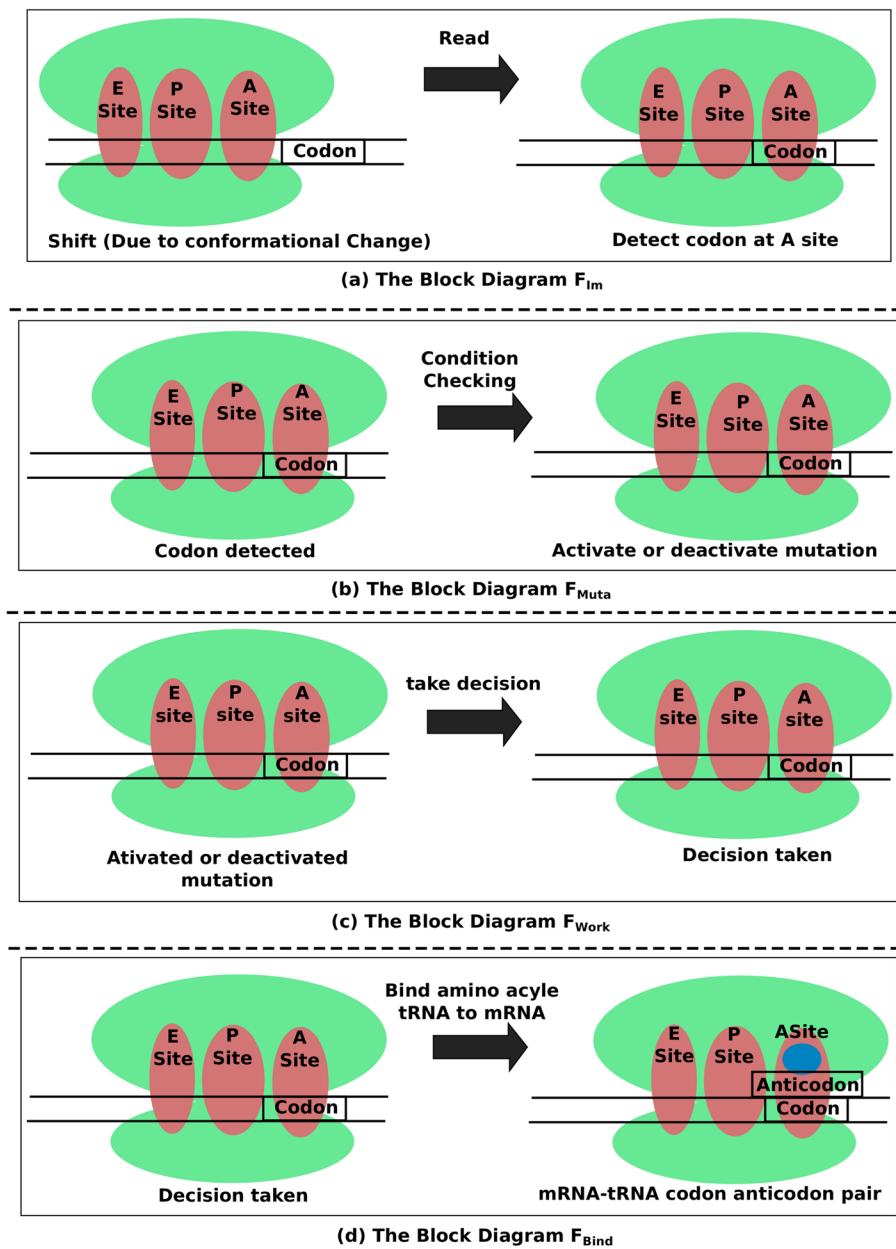 Read
E
Site
P
Site
A
Site
Codon
E
Site
P
Site
A
Site
Codon
Shift (Due to conformational Change)
Detect codon at A site
(a) The Block Diagram F_Im
Condition
Checking
E
Site
P
Site
A
Site
Codon
E
Site
P
Site
A
Site
Codon
Codon detected
Activate or deactivate mutation
(b) The Block Diagram F_Muta
take decision
E
site
P
site
A
site
Codon
E
site
P
site
A
site
Codon
Ativated or deactivated
mutation
Decision taken
(c) The Block Diagram F_Work
Bind amino acyle
tRNA to mRNA
E
Site
P
Site
A
Site
Codon
E
Site
P
Site
ASite
Anticodon
Codon
Decision taken
mRNA-tRNA codon anticodon pair
(d) The Block Diagram F_Bind